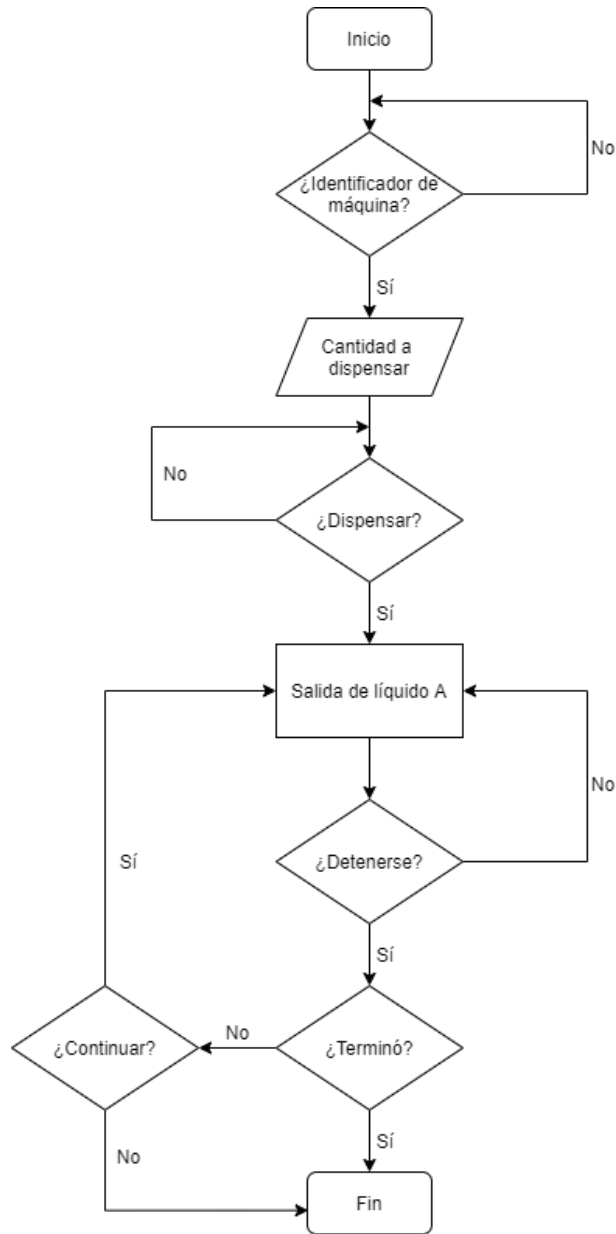 Inicio
No
¿Identificador de
máquina?
Sí
Cantidad a
dispensar
No
¿Dispensar?
Sí
Salida de líquido A
No
¿Detenerse?
Sí
Sí
¿Continuar?
No
¿Terminó?
No
Sí
Fin